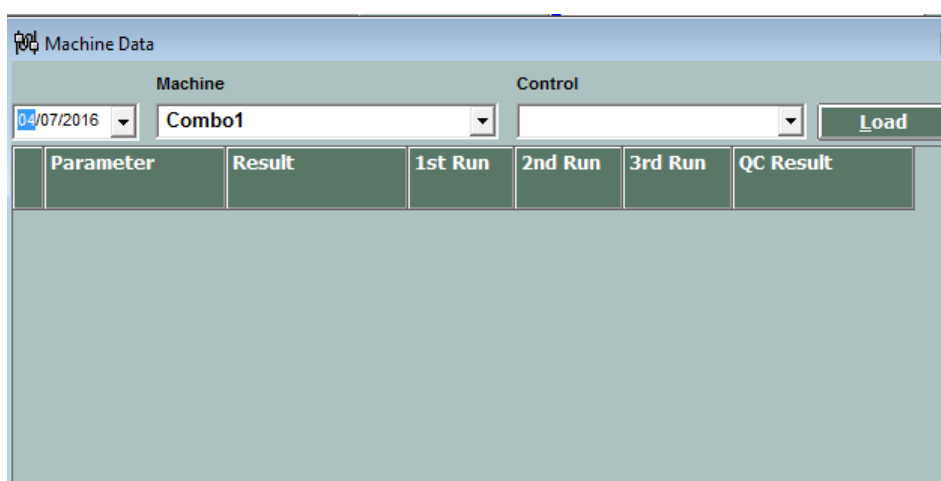 Machine Data
Machine Control
04/07/2016 Combo1 Load
Parameter Result 1st Run 2nd Run 3rd Run QC Result